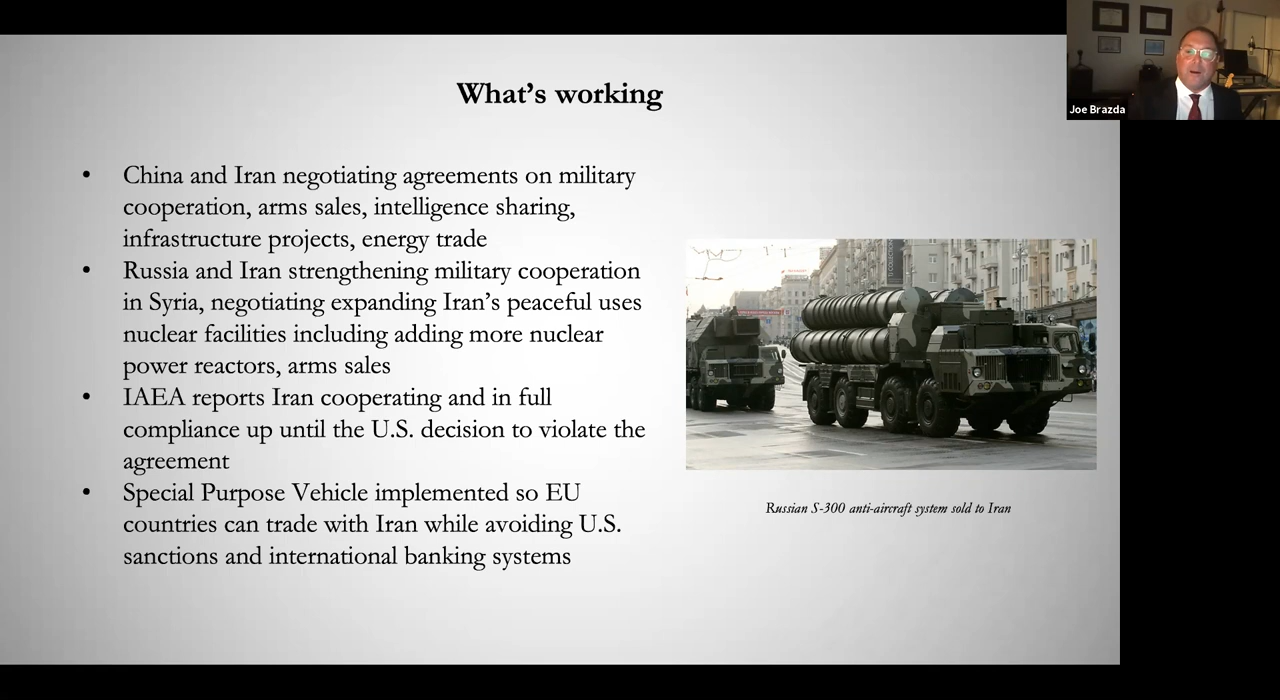 What's working
Joe Brazda
• China and Iran negotiating agreements on military
cooperation, arms sales, intelligence sharing,
infrastructure projects, energy trade
• Russia and Iran strengthening military cooperation
in Syria, negotiating expanding Iran's peaceful uses
nuclear facilities including adding more nuclear
power reactors, arms sales
• IAEA reports Iran cooperating and in full
compliance up until the U.S. decision to violate the
agreement
• Special Purpose Vehicle implemented so EU
countries can trade with Iran while avoiding U.S.
sanctions and international banking systems
Russian S-300 anti-aircraft system sold to Iran